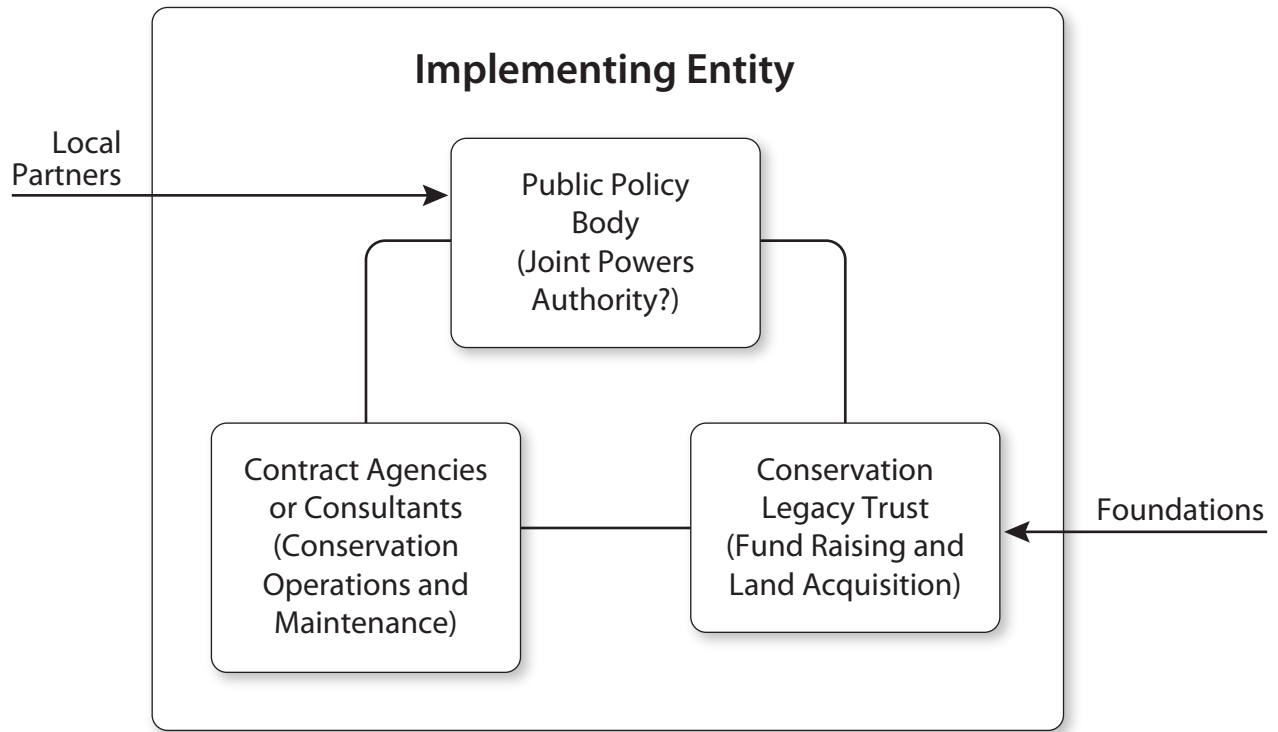 Implementing Entity
Local
Partners
Public Policy
Body
(Joint Powers
Authority?)
Contract Agencies
or Consultants
(Conservation
Operations and
Maintenance)
Conservation
Legacy Trust
(Fund Raising and
Land Acquisition)
Foundations